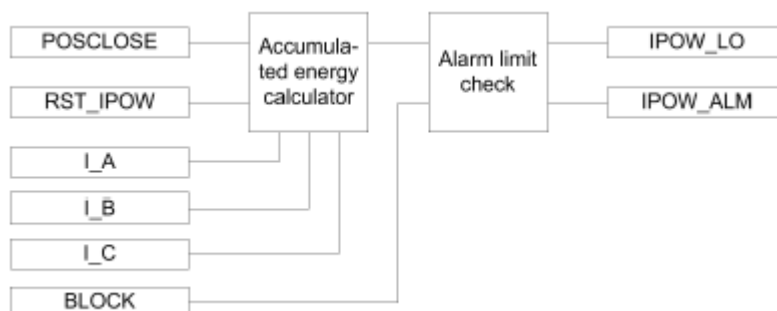 POSCLOSE
RST_IPOW
I_A
I_B
I_C
BLOCK
Accumula-
ted energy
calculator
Alarm limit
check
IPOW_LO
IPOW_ALM